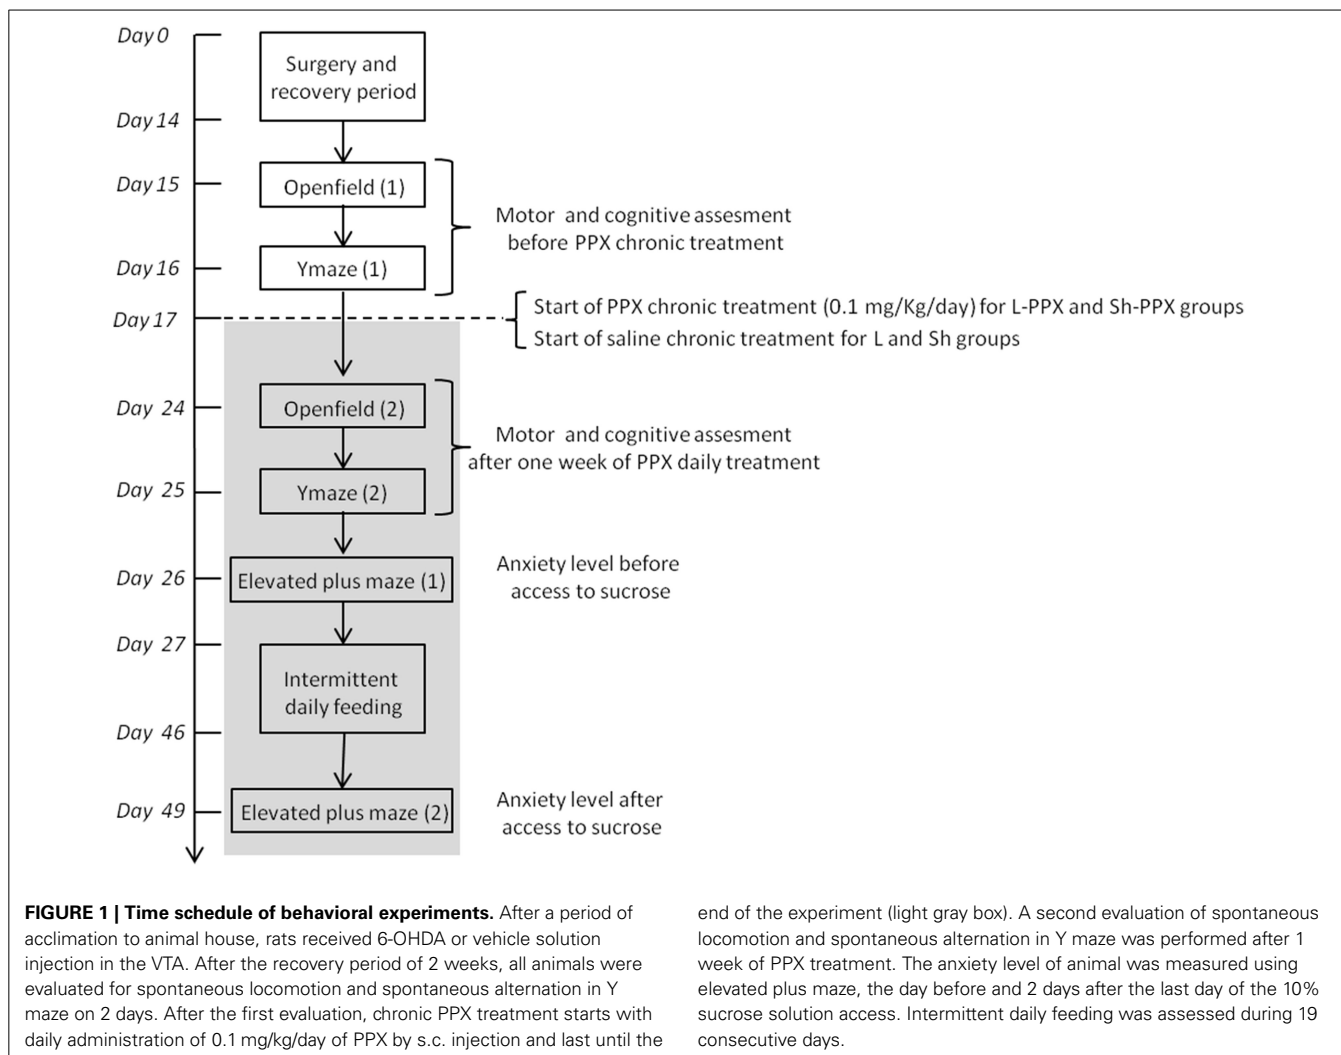 Day 0
Surgery and
recovery period
Day 14
Day 15
Openfield (1)
Motor and cognitive assesment
before PPX chronic treatment
Day 16
Ymaze (1)
Day 17
Start of PPX chronic treatment (0.1 mg/Kg/day) for L-PPX and Sh-PPX groups
Start of saline chronic treatment for L and Sh groups
Day 24
Openfield (2)
Motor and cognitive assesment
after one week of PPX daily treatment
Day 25
Ymaze (2)
Day 26
Elevated plus maze (1)
Anxiety level before
access to sucrose
Day 27
Intermittent
daily feeding
Day 46
Day 49
Elevated plus maze (2)
Anxiety level after
access to sucrose
FIGURE 1 | Time schedule of behavioral experiments. After a period of
acclimation to animal house, rats received 6-OHDA or vehicle solution
injection in the VTA. After the recovery period of 2 weeks, all animals were
evaluated for spontaneous locomotion and spontaneous alternation in Y
maze on 2 days. After the first evaluation, chronic PPX treatment starts with
daily administration of 0.1 mg/kg/day of PPX by s.c. injection and last until the
end of the experiment (light gray box). A second evaluation of spontaneous
locomotion and spontaneous alternation in Y maze was performed after 1
week of PPX treatment. The anxiety level of animal was measured using
elevated plus maze, the day before and 2 days after the last day of the 10%
sucrose solution access. Intermittent daily feeding was assessed during 19
consecutive days.